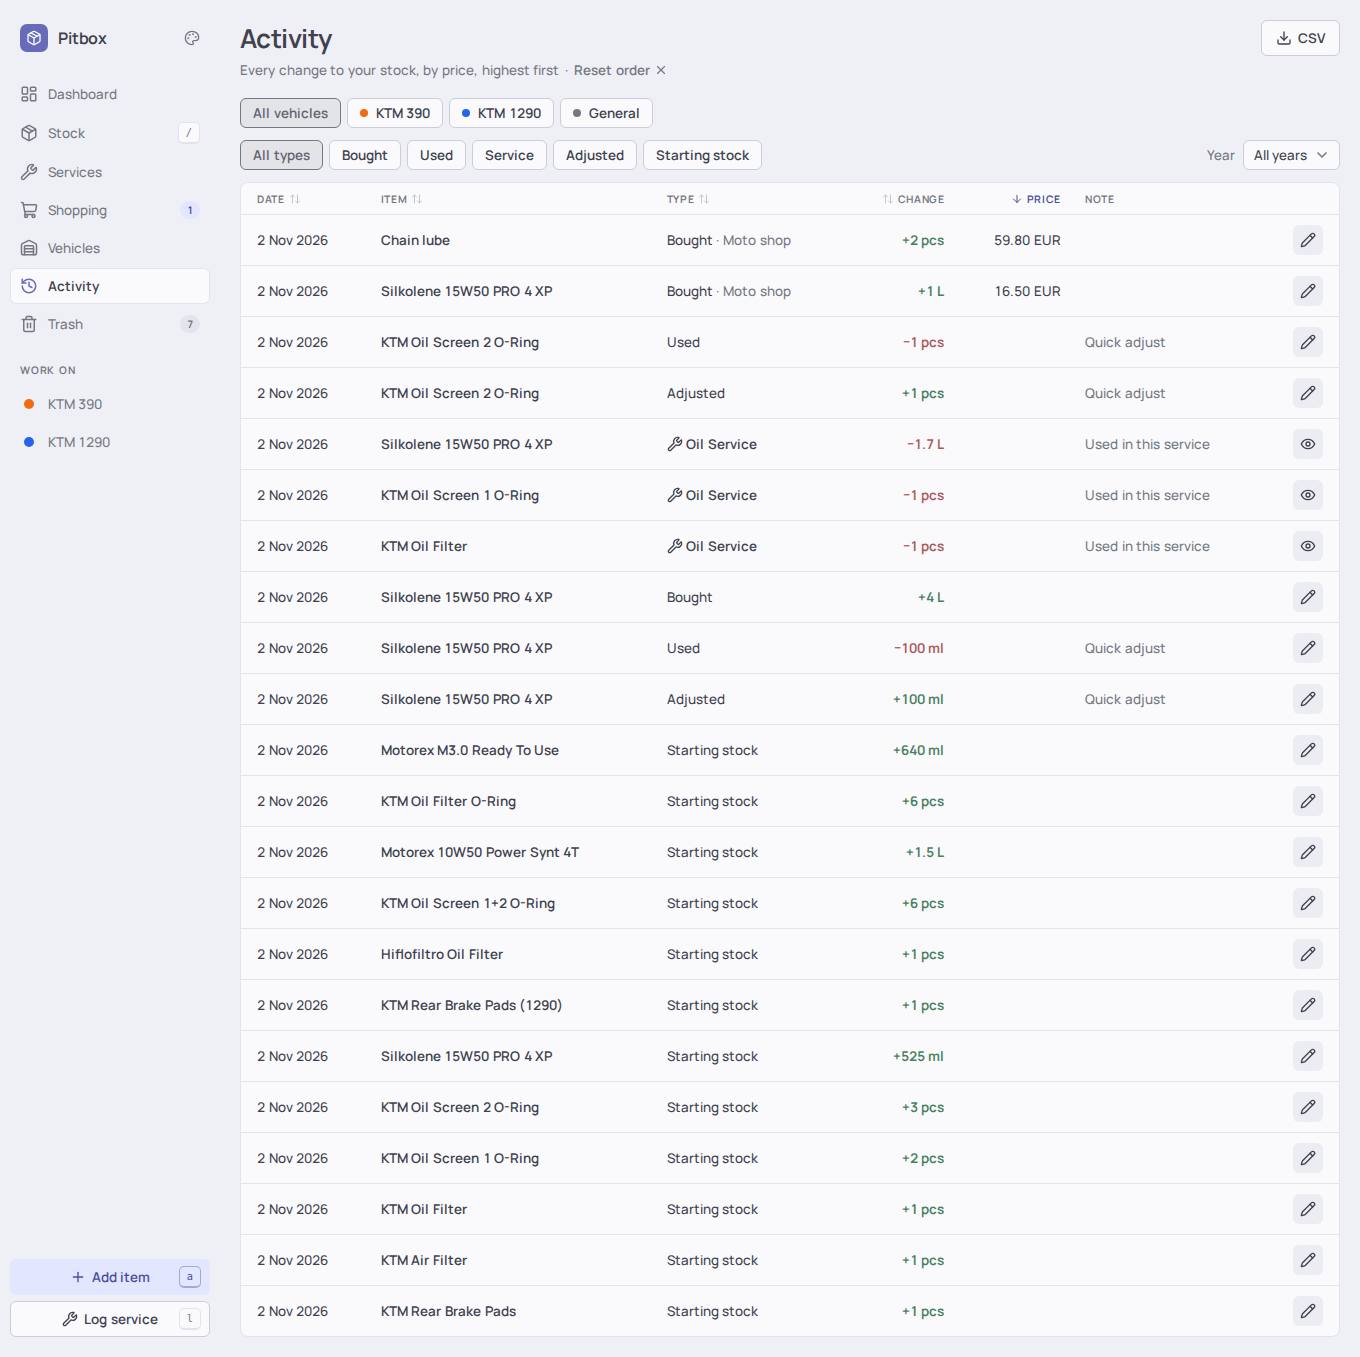 Pitbox
Dashboard
Stock /
Services
Shopping 1
Vehicles
Activity
Trash 7
WORK ON
KTM 390
KTM 1290
+ Add item a
Log service l
Activity
CSV
Every change to your stock, by price, highest first · Reset order ×
All vehicles KTM 390 KTM 1290 General
All types Bought Used Service Adjusted Starting stock Year All years
DATE ITEM TYPE CHANGE PRICE NOTE
2 Nov 2026 Chain lube Bought · Moto shop +2 pcs 59.80 EUR
2 Nov 2026 Silkolene 15W50 PRO 4 XP Bought · Moto shop +1 L 16.50 EUR
2 Nov 2026 KTM Oil Screen 2 O-Ring Used −1 pcs Quick adjust
2 Nov 2026 KTM Oil Screen 2 O-Ring Adjusted +1 pcs Quick adjust
2 Nov 2026 Silkolene 15W50 PRO 4 XP Oil Service −1.7 L Used in this service
2 Nov 2026 KTM Oil Screen 1 O-Ring Oil Service −1 pcs Used in this service
2 Nov 2026 KTM Oil Filter Oil Service −1 pcs Used in this service
2 Nov 2026 Silkolene 15W50 PRO 4 XP Bought +4 L
2 Nov 2026 Silkolene 15W50 PRO 4 XP Used −100 ml Quick adjust
2 Nov 2026 Silkolene 15W50 PRO 4 XP Adjusted +100 ml Quick adjust
2 Nov 2026 Motorex M3.0 Ready To Use Starting stock +640 ml
2 Nov 2026 KTM Oil Filter O-Ring Starting stock +6 pcs
2 Nov 2026 Motorex 10W50 Power Synt 4T Starting stock +1.5 L
2 Nov 2026 KTM Oil Screen 1+2 O-Ring Starting stock +6 pcs
2 Nov 2026 Hiflofiltro Oil Filter Starting stock +1 pcs
2 Nov 2026 KTM Rear Brake Pads (1290) Starting stock +1 pcs
2 Nov 2026 Silkolene 15W50 PRO 4 XP Starting stock +525 ml
2 Nov 2026 KTM Oil Screen 2 O-Ring Starting stock +3 pcs
2 Nov 2026 KTM Oil Screen 1 O-Ring Starting stock +2 pcs
2 Nov 2026 KTM Oil Filter Starting stock +1 pcs
2 Nov 2026 KTM Air Filter Starting stock +1 pcs
2 Nov 2026 KTM Rear Brake Pads Starting stock +1 pcs